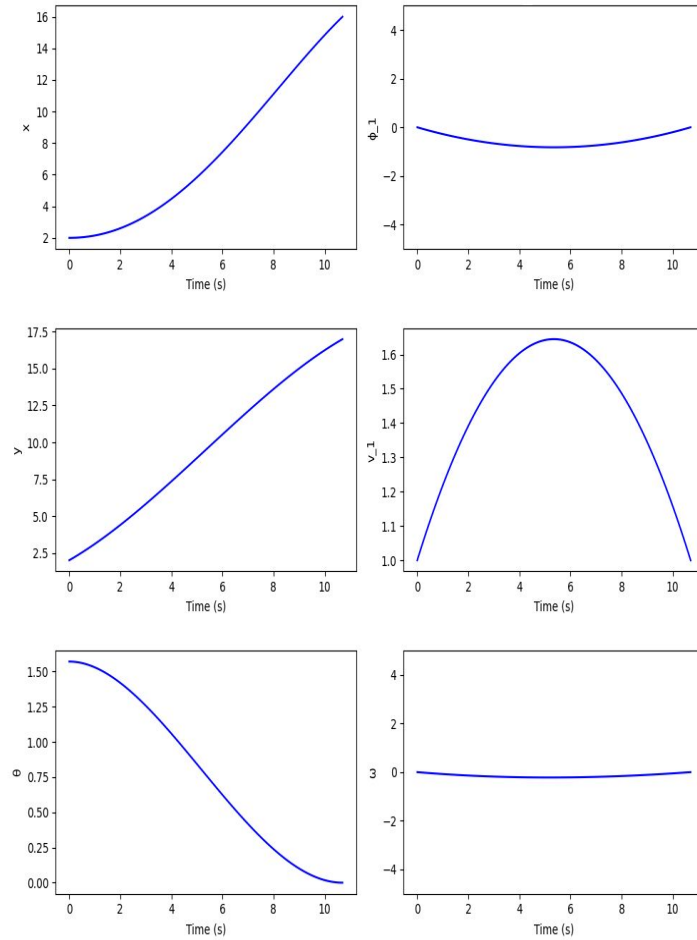 16
14
12
10
8
6
4
2
x
0 2 4 6 8 10
Time (s)
4
2
0
−2
−4
ϕ_1
0 2 4 6 8 10
Time (s)
17.5
15.0
12.5
10.0
7.5
5.0
2.5
y
0 2 4 6 8 10
Time (s)
1.6
1.5
1.4
1.3
1.2
1.1
1.0
v_1
0 2 4 6 8 10
Time (s)
1.50
1.25
1.00
0.75
0.50
0.25
0.00
θ
0 2 4 6 8 10
Time (s)
4
2
0
−2
−4
ω
0 2 4 6 8 10
Time (s)